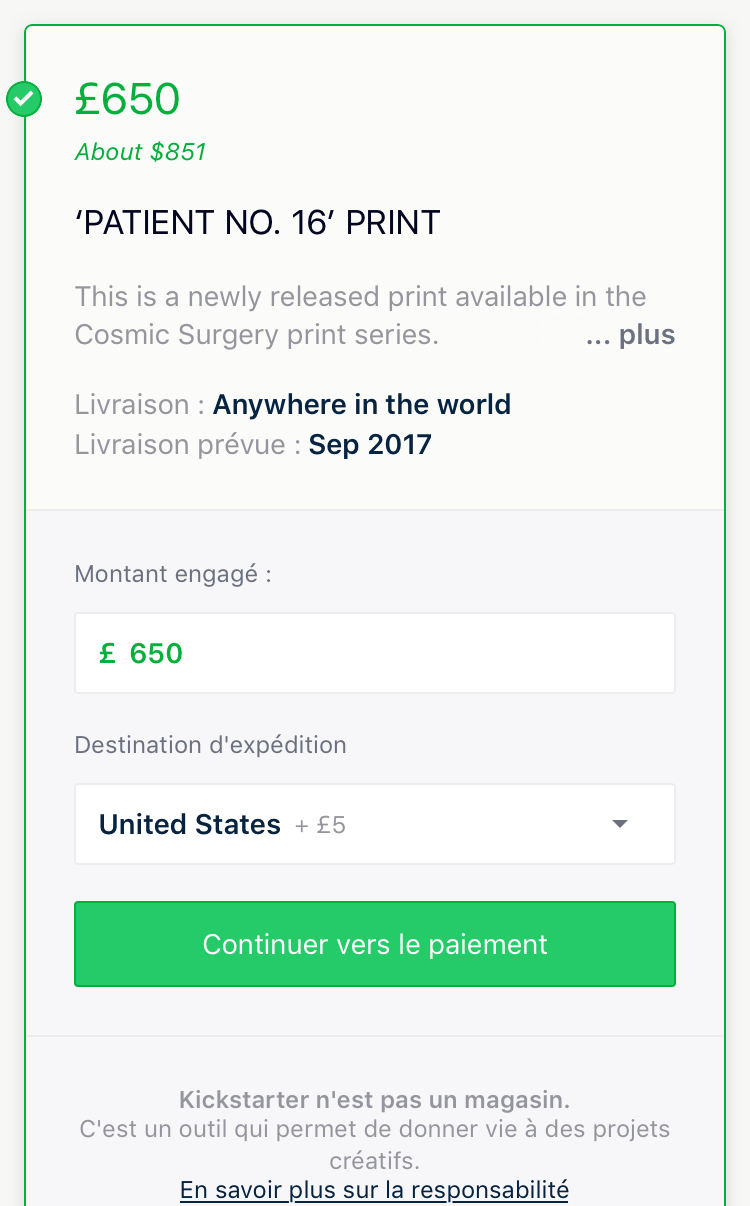 £650
About $851
‘PATIENT NO. 16’ PRINT
This is a newly released print available in the
Cosmic Surgery print series. ... plus
Livraison : Anywhere in the world
Livraison prévue : Sep 2017
Montant engagé :
£ 650
Destination d'expédition
United States + £5
Continuer vers le paiement
Kickstarter n'est pas un magasin.
C'est un outil qui permet de donner vie à des projets
créatifs.
En savoir plus sur la responsabilité